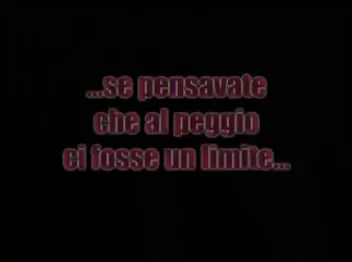 ...se pensavate
che al peggio
ci fosse un limite...